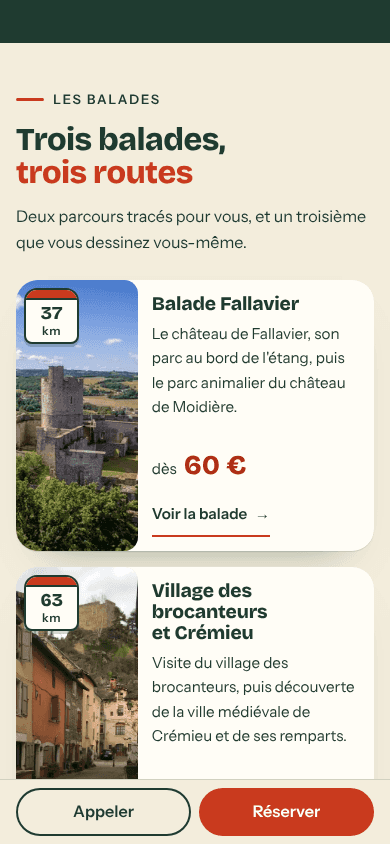 LES BALADES
Trois balades,
trois routes
Deux parcours tracés pour vous, et un troisième
que vous dessinez vous-même.
37
km
Balade Fallavier
Le château de Fallavier, son
parc au bord de l'étang, puis
le parc animalier du château
de Moidière.
dès 60 €
Voir la balade →
63
km
Village des
brocanteurs
et Crémieu
Visite du village des
brocanteurs, puis découverte
de la ville médiévale de
Crémieu et de ses remparts.
Appeler
Réserver